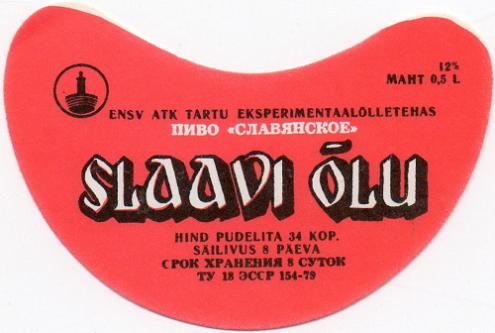 12%
MAHT 0,5 L
ENSV ATK TARTU EKSPERIMENTAALÕLLETEHAS
ПИВО «СЛАВЯНСКОЕ»
SLAAVI ÕLU
HIND PUDELITA 34 KOP.
SÄILIVUS 8 PÄEVA
СРОК ХРАНЕНИЯ 8 СУТОК
ТУ 18 ЭССР 154-79